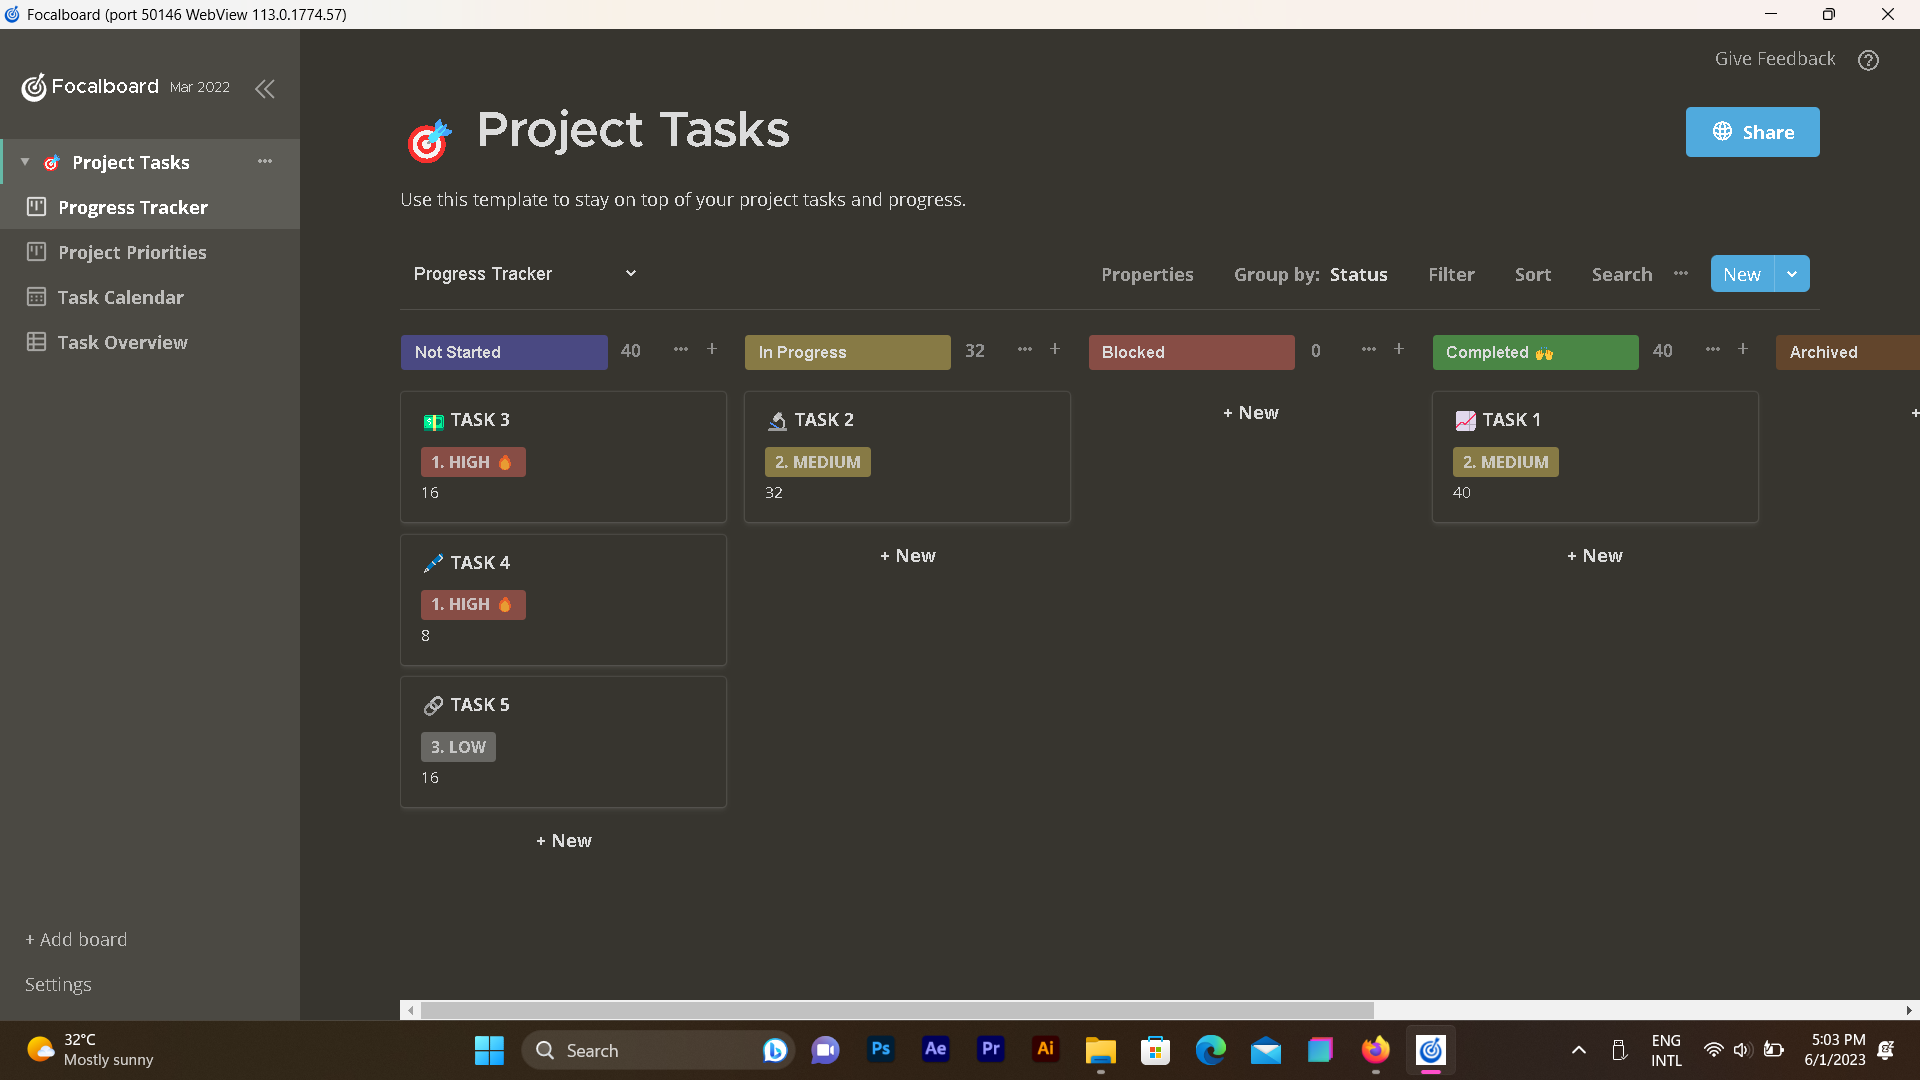 Focalboard (port 50146 WebView 113.0.1774.57)
Focalboard Mar 2022
Project Tasks
Progress Tracker
Project Priorities
Task Calendar
Task Overview
+ Add board
Settings
Give Feedback
Project Tasks
Share
Use this template to stay on top of your project tasks and progress.
Progress Tracker
Properties Group by: Status Filter Sort Search New
Not Started 40
TASK 3
1. HIGH 🔥
16
TASK 4
1. HIGH 🔥
8
TASK 5
3. LOW
16
+ New
In Progress 32
TASK 2
2. MEDIUM
32
+ New
Blocked 0
+ New
Completed 🙌 40
TASK 1
2. MEDIUM
40
+ New
Archived
+
32°C
Mostly sunny
Search
Ps
Ae
Pr
Ai
ENG
INTL
5:03 PM
6/1/2023